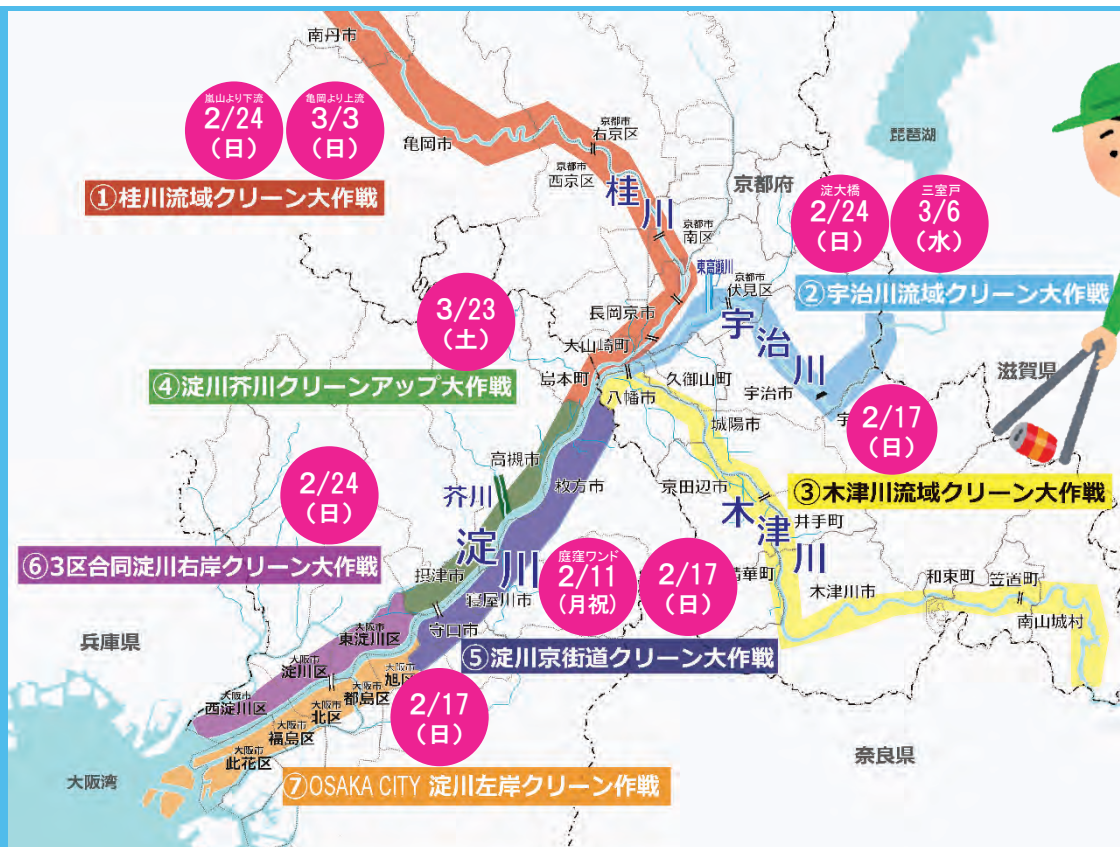 南丹市
嵐山より下流
2/24
(日)
亀岡より上流
3/3
(日)
亀岡市
京都市
右京区
京都市
西京区
①桂川流域クリーン大作戦
桂川
京都府
琵琶湖
京都市
南区
東高瀬川
京都市
伏見区
淀大橋
2/24
(日)
三室戸
3/6
(水)
②宇治川流域クリーン大作戦
宇治川
長岡京市
大山崎町
3/23
(土)
④淀川芥川クリーンアップ大作戦
島本町
八幡市
久御山町
宇治市
宇
滋賀県
城陽市
2/17
(日)
③木津川流域クリーン大作戦
高槻市
枚方市
京田辺市
木津川
井手町
芥川
淀川
2/24
(日)
⑥3区合同淀川右岸クリーン大作戦
摂津市
寝屋川市
庭窪ワンド
2/11
(月祝)
2/17
(日)
精華町
木津川市
和束町
笠置町
南山城村
⑤淀川京街道クリーン大作戦
守口市
兵庫県
大阪市
東淀川区
大阪市
淀川区
大阪市
西淀川区
大阪市
旭区
大阪市
都島区
大阪市
北区
大阪市
福島区
大阪市
此花区
2/17
(日)
大阪湾
⑦OSAKA CITY 淀川左岸クリーン作戦
奈良県